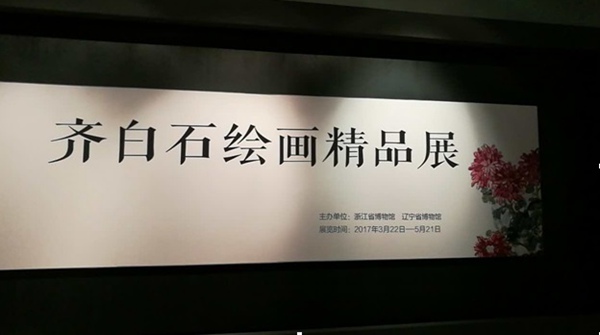 齐白石绘画精品展
主办单位：浙江省博物馆 辽宁省博物馆
展览时间：2017年3月22日—5月21日